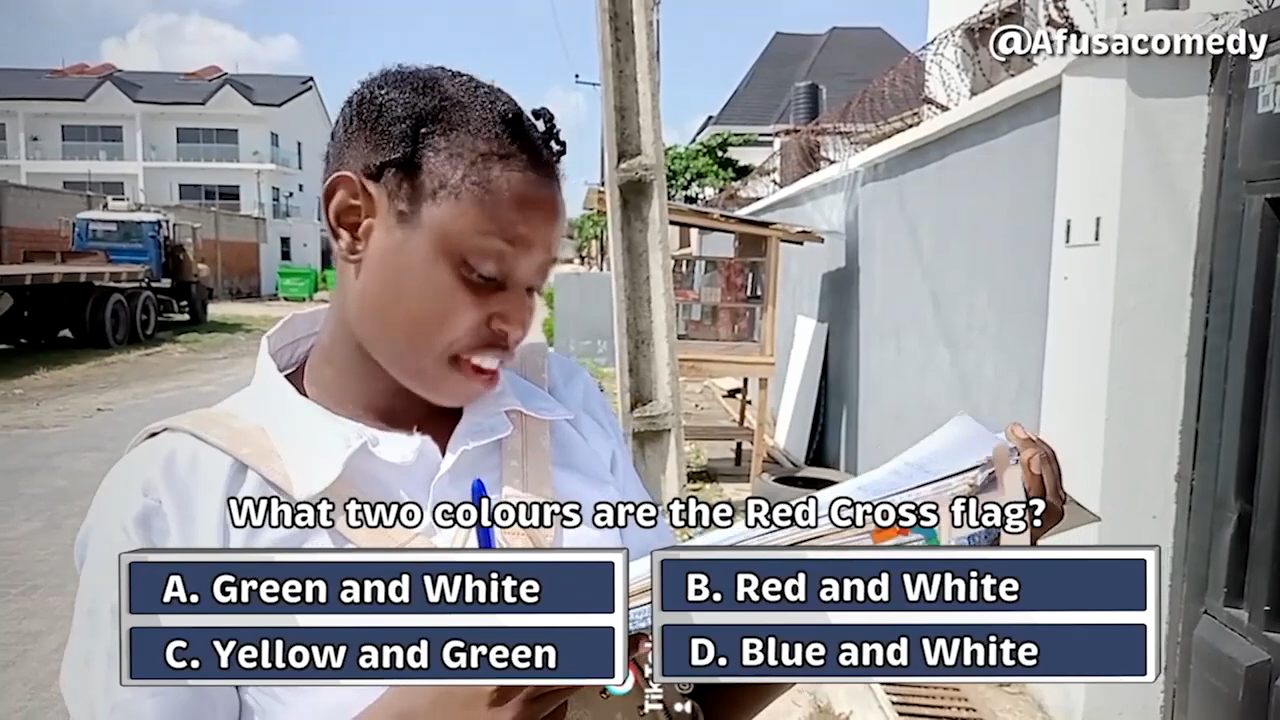 @Afusacomedy
What two colours are the Red Cross flag?
A. Green and White
B. Red and White
C. Yellow and Green
D. Blue and White